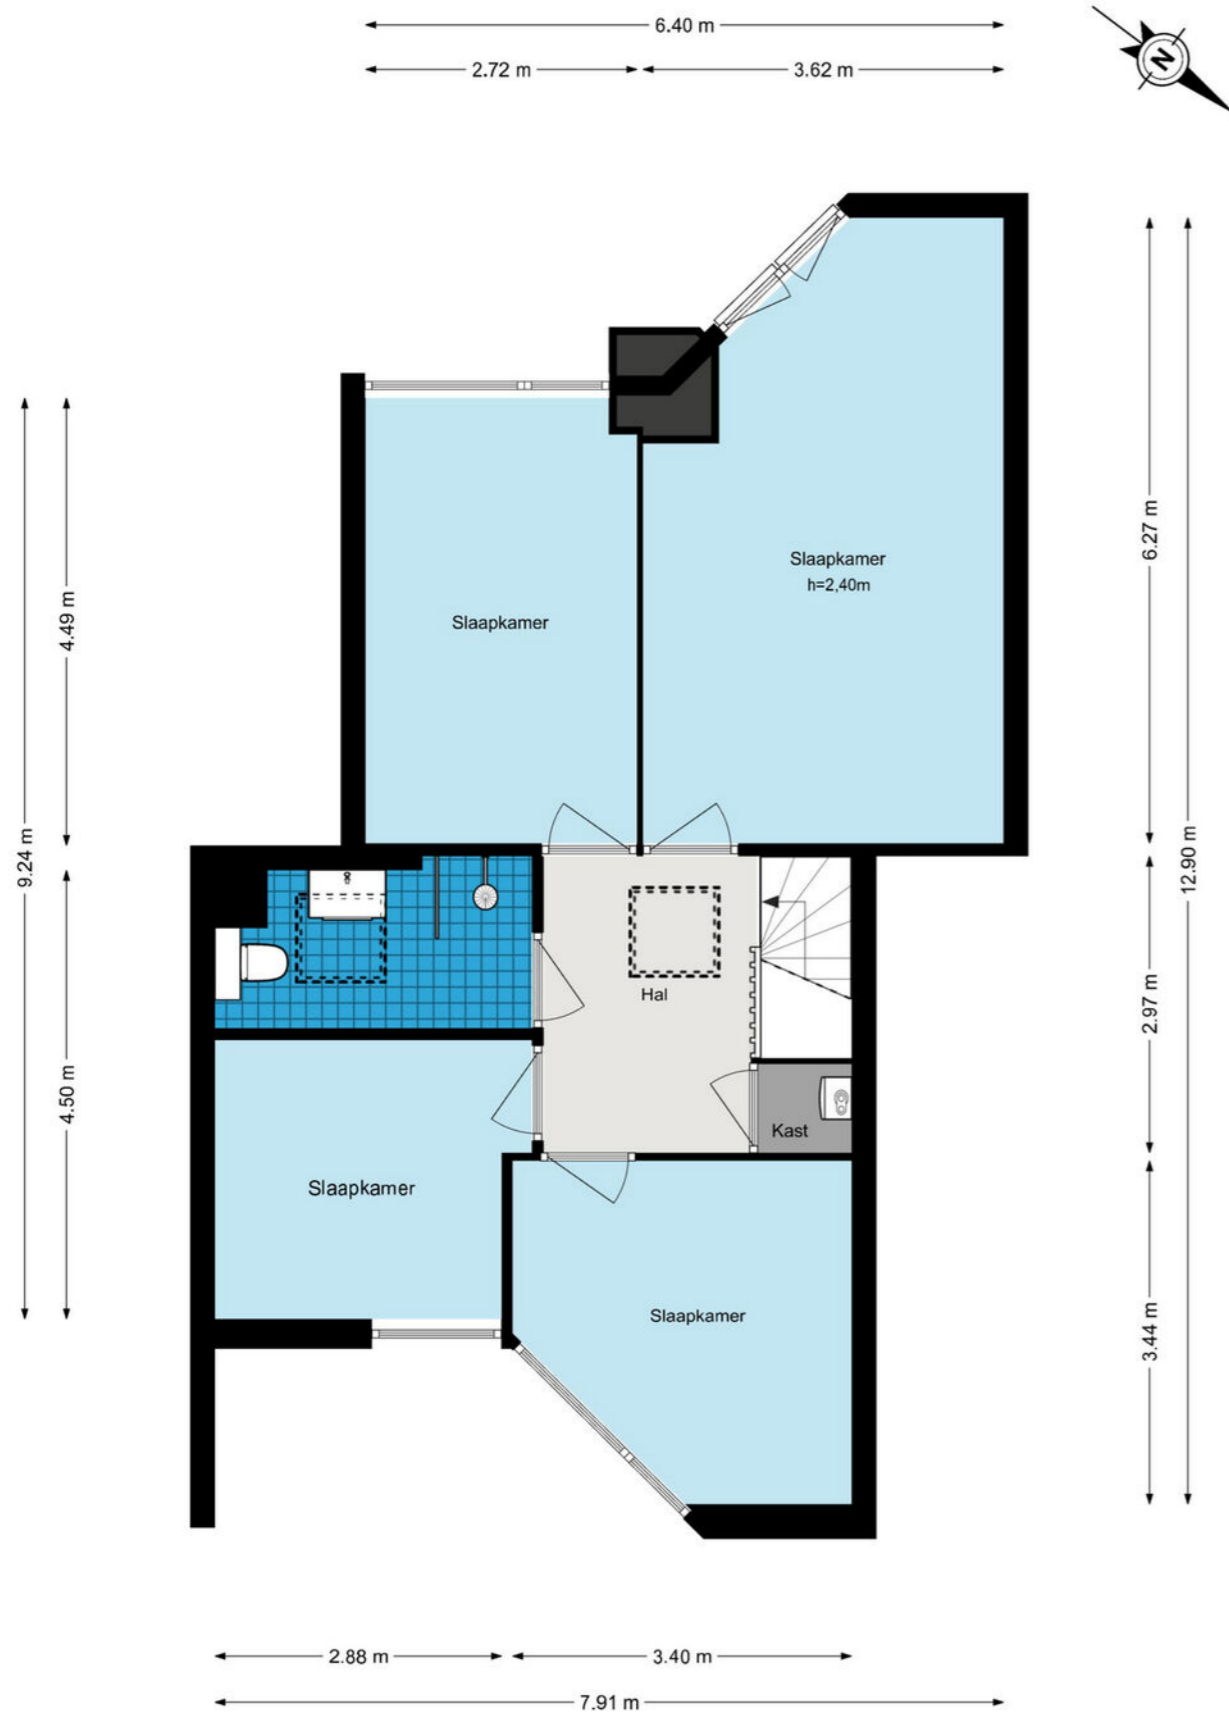 6.40 m
2.72 m
3.62 m
N
Slaapkamer
h=2,40m
Slaapkamer
6.27 m
4.49 m
9.24 m
12.90 m
Hal
2.97 m
4.50 m
Kast
Slaapkamer
Slaapkamer
3.44 m
2.88 m
3.40 m
7.91 m